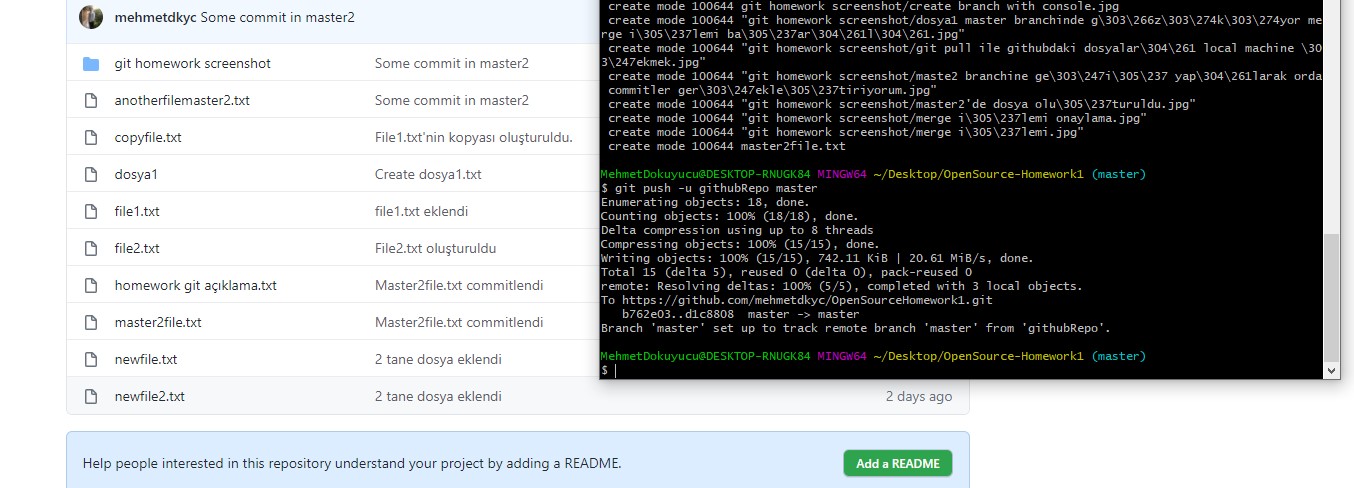 mehmetdkyc Some commit in master2
git homework screenshot Some commit in master2
anotherfilemaster2.txt Some commit in master2
copyfile.txt File1.txt'nin kopyası oluşturuldu.
dosya1 Create dosya1.txt
file1.txt file1.txt eklendi
file2.txt File2.txt oluşturuldu
homework git açıklama.txt Master2file.txt commitlendi
master2file.txt Master2file.txt commitlendi
newfile.txt 2 tane dosya eklendi
newfile2.txt 2 tane dosya eklendi 2 days ago
Help people interested in this repository understand your project by adding a README.
Add a README
create mode 100644 git homework screenshot/create branch with console.jpg
create mode 100644 "git homework screenshot/dosya1 master branchinde g\303\266z\303\274k\303\274yor me
rge i\305\237lemi ba\305\237ar\304\261l\304\261.jpg"
create mode 100644 "git homework screenshot/git pull ile githubdaki dosyalar\304\261 local machine \30
3\247ekmek.jpg"
create mode 100644 "git homework screenshot/maste2 branchine ge\303\247i\305\237 yap\304\261larak orda
commitler ger\303\247ekle\305\237tiriyorum.jpg"
create mode 100644 "git homework screenshot/master2'de dosya olu\305\237turuldu.jpg"
create mode 100644 "git homework screenshot/merge i\305\237lemi onaylama.jpg"
create mode 100644 "git homework screenshot/merge i\305\237lemi.jpg"
create mode 100644 master2file.txt
MehmetDokuyucu@DESKTOP-RNUGK84 MINGW64 ~/Desktop/OpenSource-Homework1 (master)
$ git push -u githubRepo master
Enumerating objects: 18, done.
Counting objects: 100% (18/18), done.
Delta compression using up to 8 threads
Compressing objects: 100% (15/15), done.
Writing objects: 100% (15/15), 742.11 KiB | 20.61 MiB/s, done.
Total 15 (delta 5), reused 0 (delta 0), pack-reused 0
remote: Resolving deltas: 100% (5/5), completed with 3 local objects.
To https://github.com/mehmetdkyc/OpenSourceHomework1.git
b762e03..d1c8808 master -> master
Branch 'master' set up to track remote branch 'master' from 'githubRepo'.
MehmetDokuyucu@DESKTOP-RNUGK84 MINGW64 ~/Desktop/OpenSource-Homework1 (master)
$